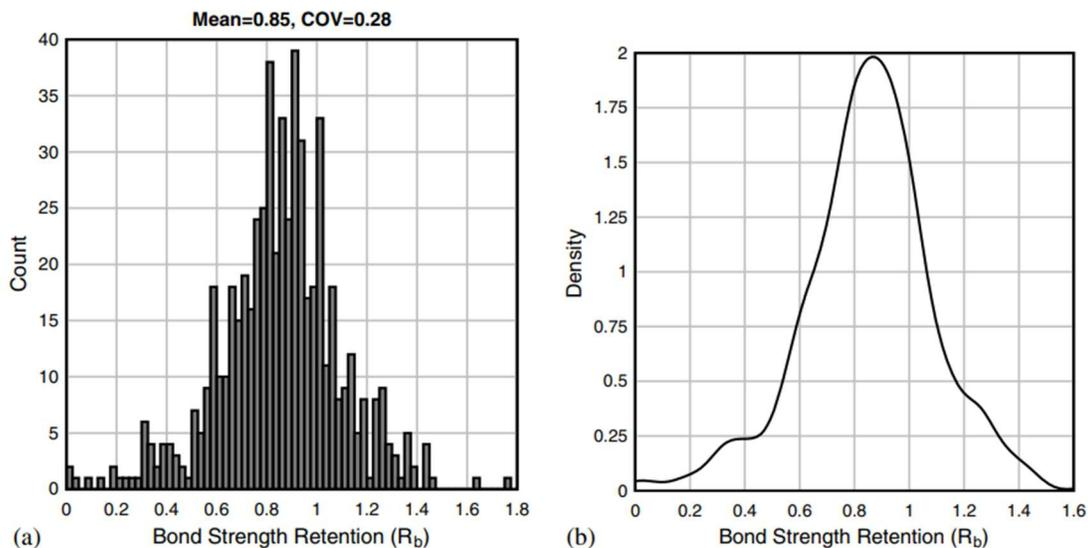 Mean=0.85, COV=0.28
40
35
30
25
20
15
10
5
0
Count
0 0.2 0.4 0.6 0.8 1 1.2 1.4 1.6 1.8
(a) Bond Strength Retention (Rb)
2
1.75
1.5
1.25
1
0.75
0.5
0.25
0
Density
0 0.2 0.4 0.6 0.8 1 1.2 1.4 1.6
(b) Bond Strength Retention (Rb)